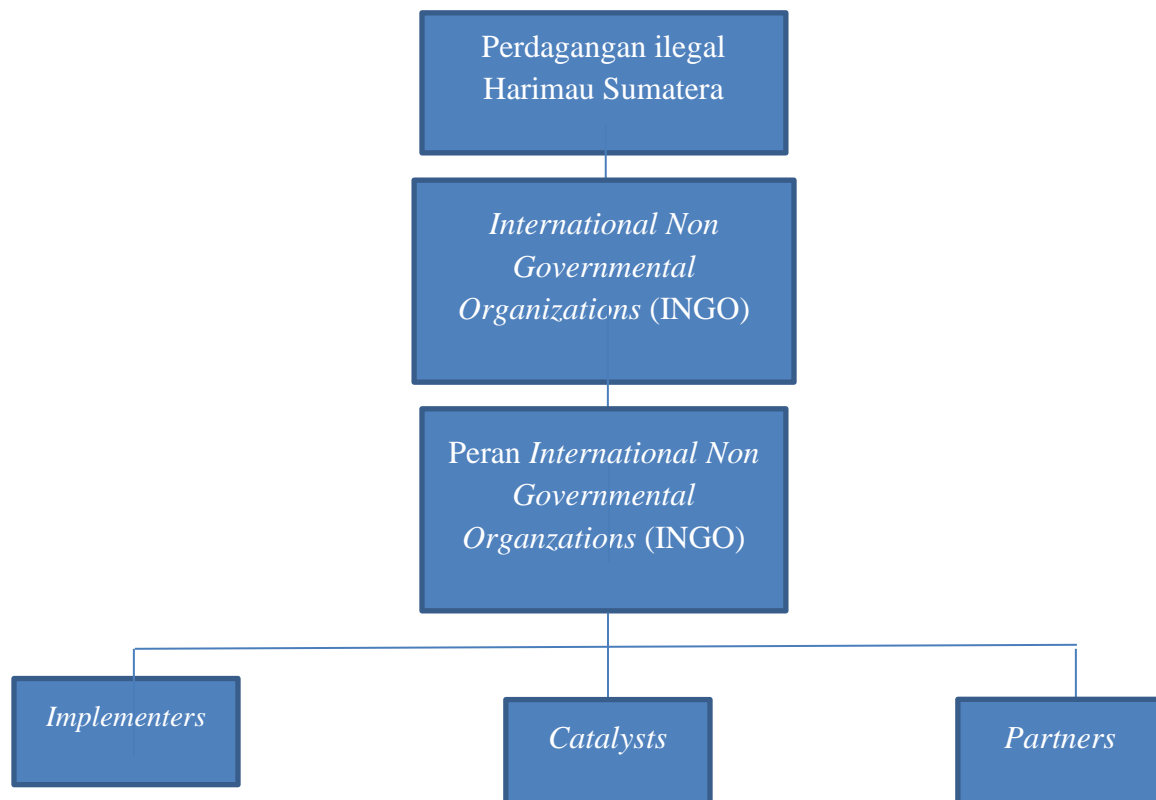 Perdagangan ilegal
Harimau Sumatera
International Non
Governmental
Organizations (INGO)
Peran International Non
Governmental
Organzations (INGO)
Implementers
Catalysts
Partners